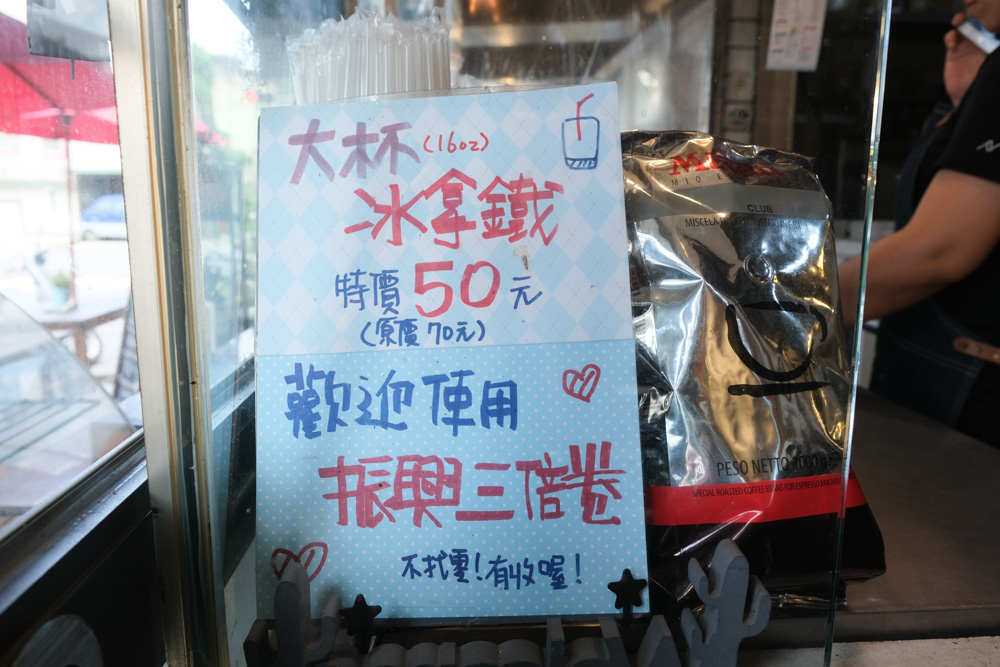 大杯(16oz)
冰拿鐵
特價50元
(原價70元)
歡迎使用
振興三倍卷
不找零!有收喔!
CLUB
PESO NETTO 1000 g
SPECIAL ROASTED COFFEE BEANS FOR ESPRESSO MACHINE